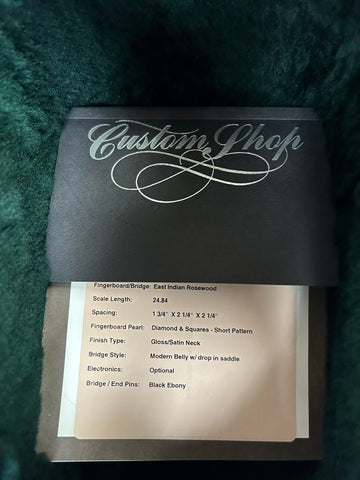 Custom Shop
Fingerboard/Bridge: East Indian Rosewood
Scale Length: 24.84
Spacing: 1 3/4" X 2 1/4" X 2 1/4"
Fingerboard Pearl: Diamond & Squares - Short Pattern
Finish Type: Gloss/Satin Neck
Bridge Style: Modern Belly w/ drop in saddle
Electronics: Optional
Bridge / End Pins: Black Ebony